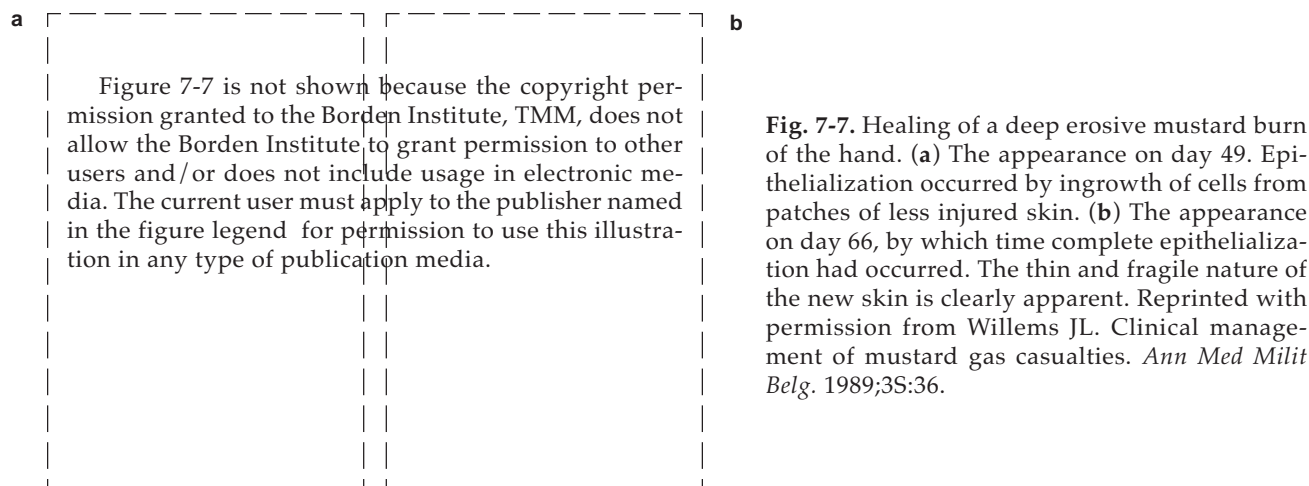 a
b
Figure 7-7 is not shown because the copyright per-
mission granted to the Borden Institute, TMM, does not
allow the Borden Institute to grant permission to other
users and/or does not include usage in electronic me-
dia. The current user must apply to the publisher named
in the figure legend  for permission to use this illustra-
tion in any type of publication media.
Fig. 7-7. Healing of a deep erosive mustard burn
of the hand. (a) The appearance on day 49. Epi-
thelialization occurred by ingrowth of cells from
patches of less injured skin. (b) The appearance
on day 66, by which time complete epithelializa-
tion had occurred. The thin and fragile nature of
the new skin is clearly apparent. Reprinted with
permission from Willems JL. Clinical manage-
ment of mustard gas casualties. Ann Med Milit
Belg. 1989;3S:36.